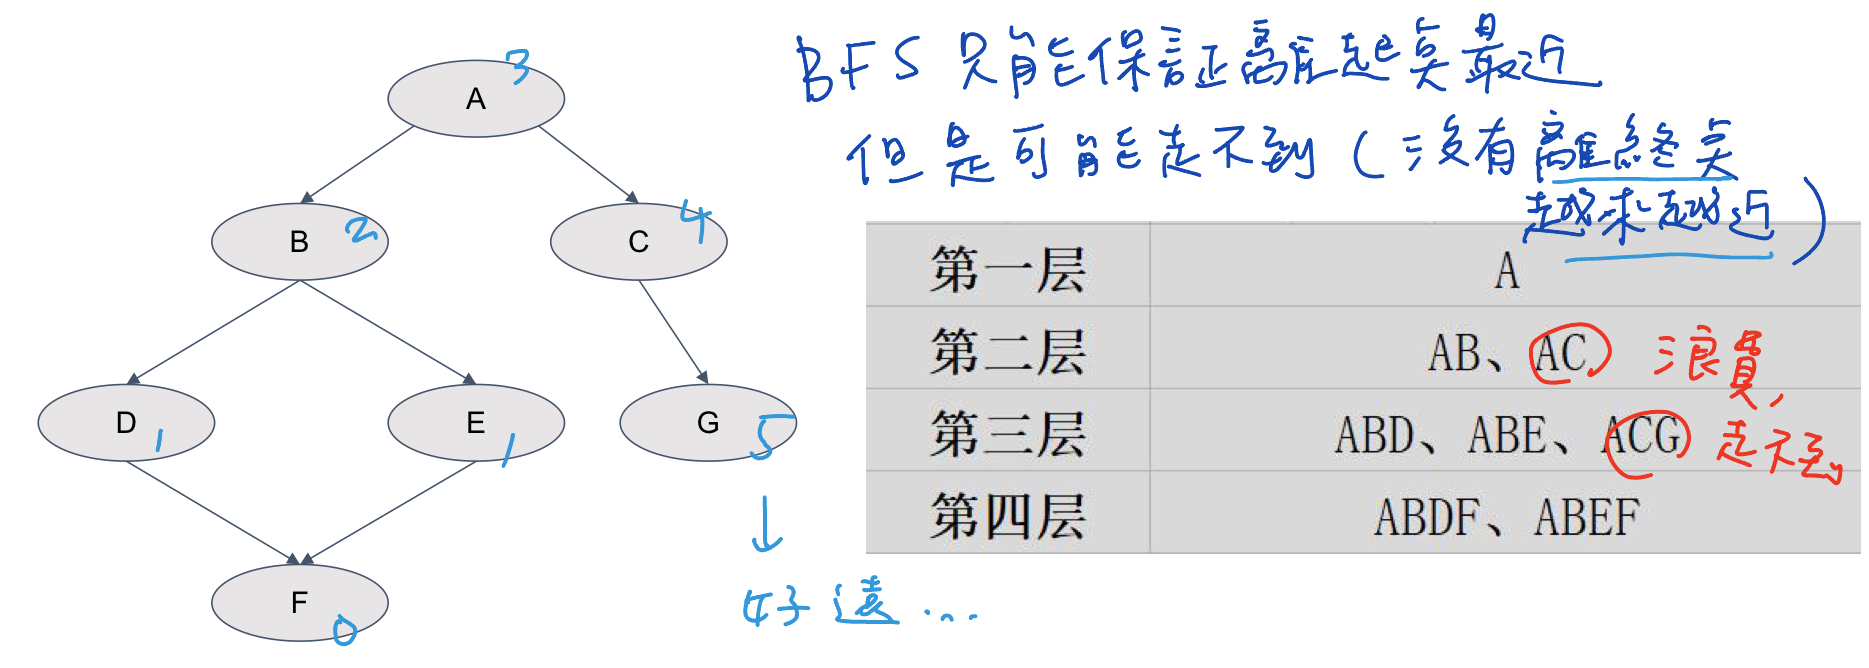 BFS 只能保証離起点最近
但是可能走不到（没有離終点
越来越近）
A 3
B 2
C 4
D 1
E 1
G 5
F 0
↓
好遠...
第一层 A
第二层 AB、AC 浪費,
第三层 ABD、ABE、ACG 走不到
第四层 ABDF、ABEF